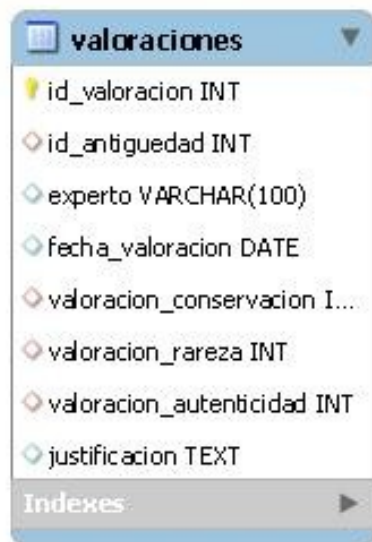 valoraciones
id_valoracion INT
id_antiguedad INT
experto VARCHAR(100)
fecha_valoracion DATE
valoracion_conservacion I...
valoracion_rareza INT
valoracion_autenticidad INT
justificacion TEXT
Indexes